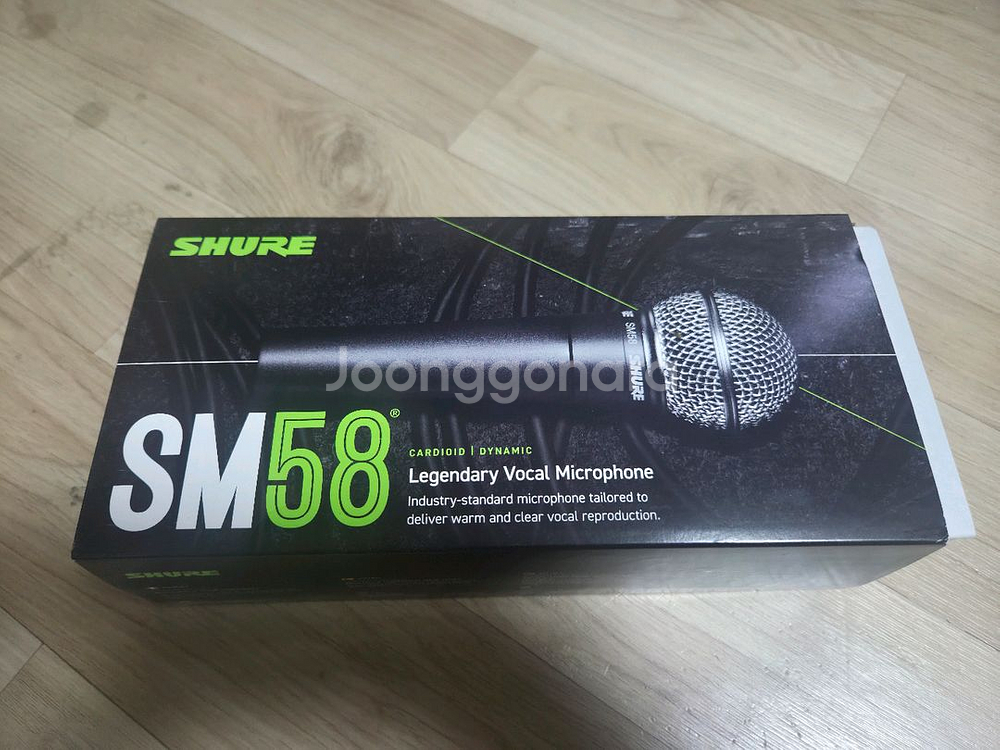 SHURE
SM58
SHURE
Joonggonara
SM58®
CARDIOID | DYNAMIC
Legendary Vocal Microphone
Industry-standard microphone tailored to
deliver warm and clear vocal reproduction.
SHURE